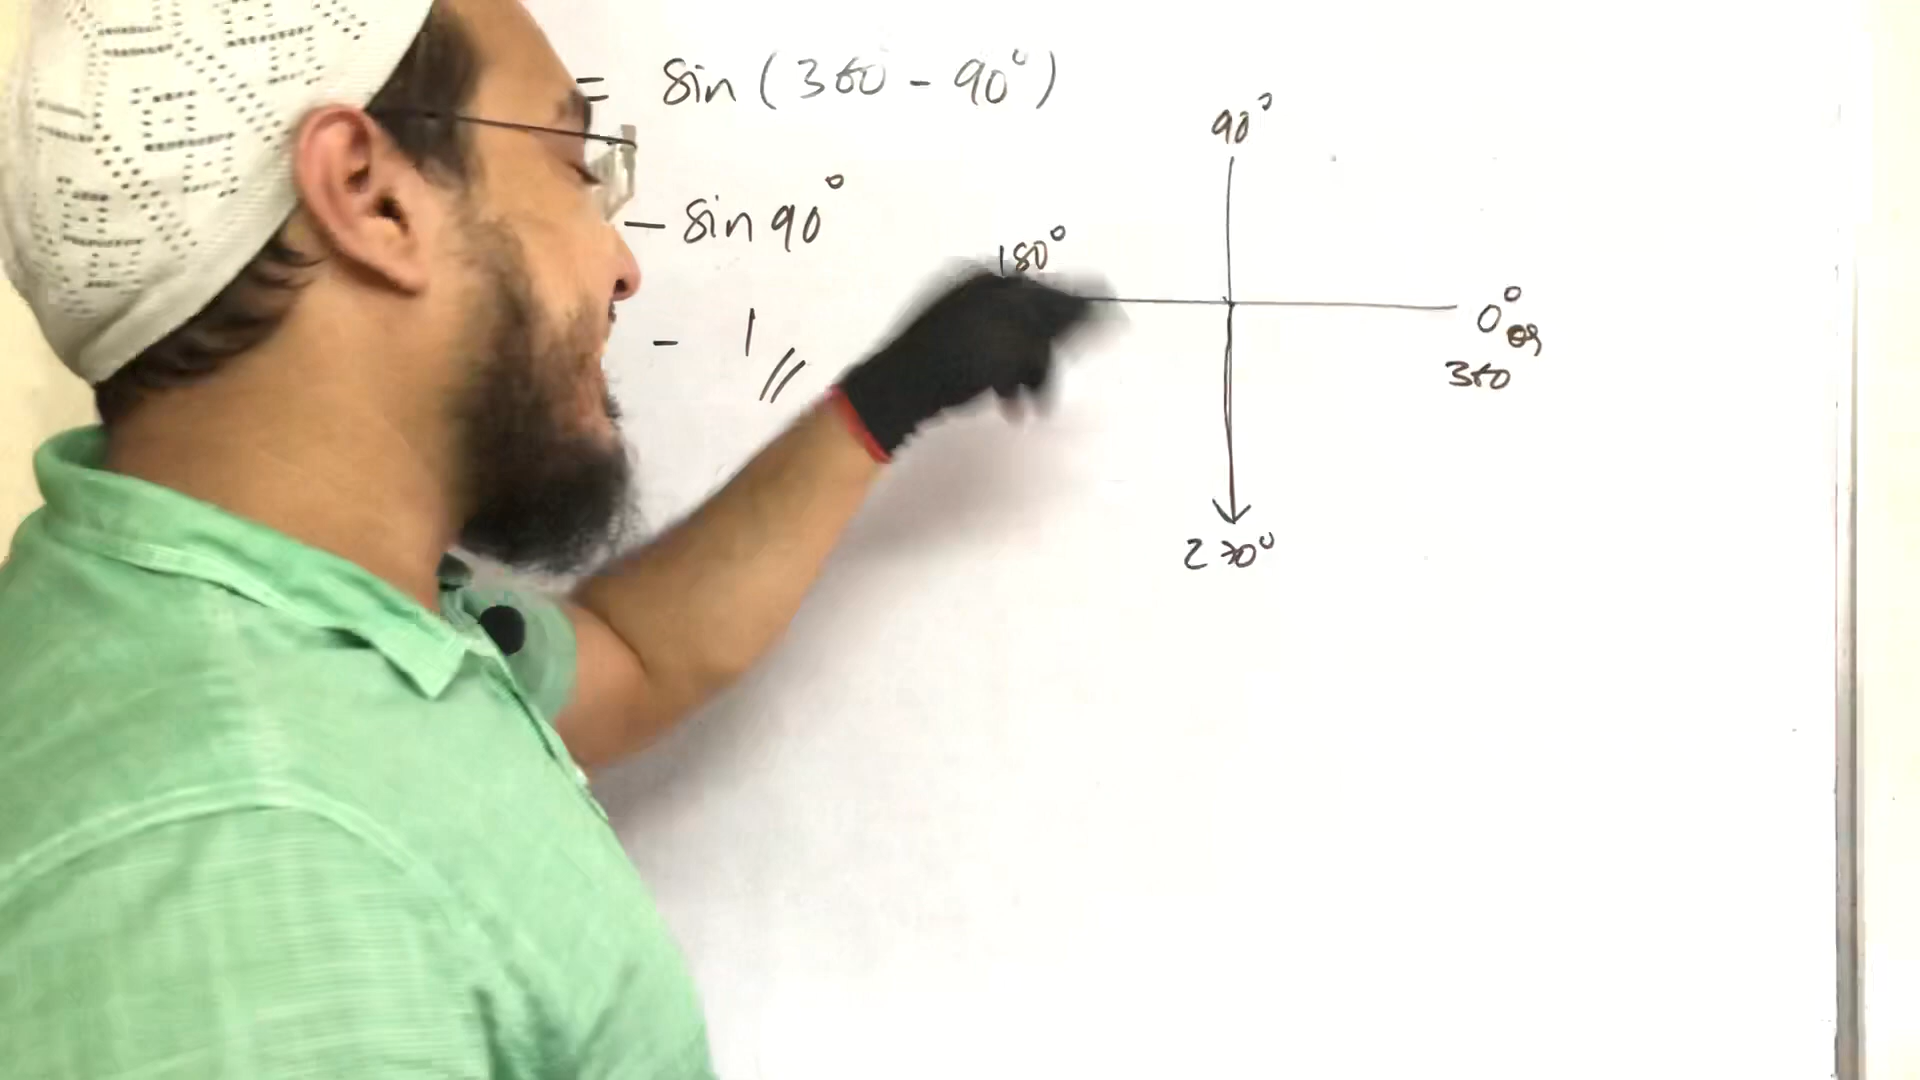 = sin (360 - 90°)
- sin 90°
- 1 //
90°
180°
0° or
360
270°